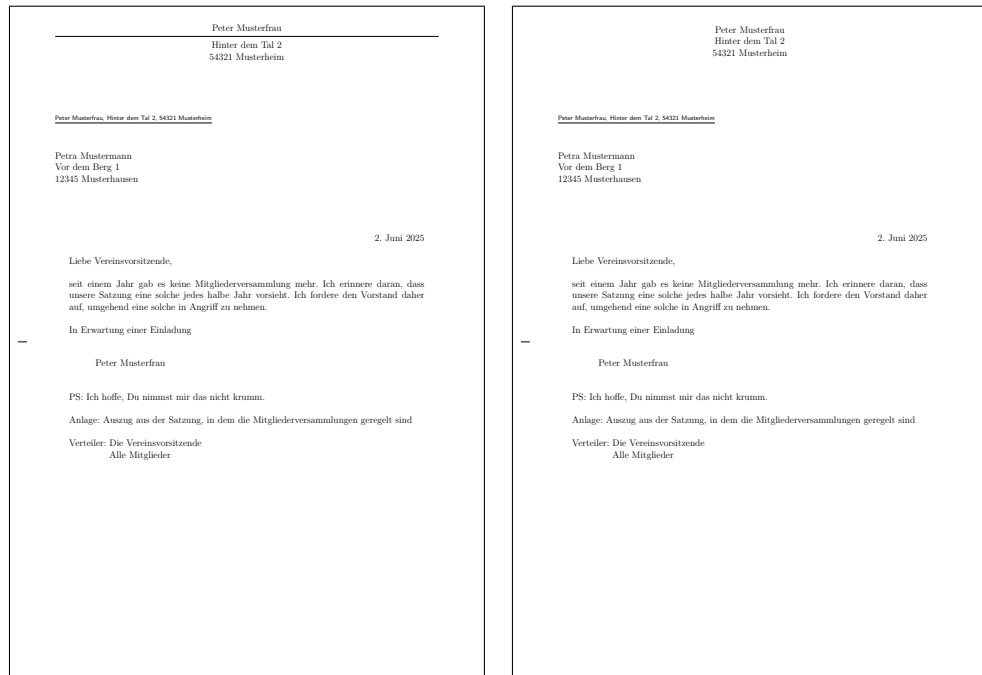 Peter Musterfrau
Hinter dem Tal 2
54321 Musterheim
Peter Musterfrau, Hinter dem Tal 2, 54321 Musterheim
Petra Mustermann
Vor dem Berg 1
12345 Musterhausen
2. Juni 2025
Liebe Vereinsvorsitzende,
seit einem Jahr gab es keine Mitgliederversammlung mehr. Ich erinnere daran, dass
unsere Satzung eine solche jedes halbe Jahr vorsieht. Ich fordere den Vorstand daher
auf, umgehend eine solche in Angriff zu nehmen.
In Erwartung einer Einladung
Peter Musterfrau
PS: Ich hoffe, Du nimmst mir das nicht krumm.
Anlage: Auszug aus der Satzung, in dem die Mitgliederversammlungen geregelt sind
Verteiler: Die Vereinsvorsitzende
Alle Mitglieder
Peter Musterfrau
Hinter dem Tal 2
54321 Musterheim
Peter Musterfrau, Hinter dem Tal 2, 54321 Musterheim
Petra Mustermann
Vor dem Berg 1
12345 Musterhausen
2. Juni 2025
Liebe Vereinsvorsitzende,
seit einem Jahr gab es keine Mitgliederversammlung mehr. Ich erinnere daran, dass
unsere Satzung eine solche jedes halbe Jahr vorsieht. Ich fordere den Vorstand daher
auf, umgehend eine solche in Angriff zu nehmen.
In Erwartung einer Einladung
Peter Musterfrau
PS: Ich hoffe, Du nimmst mir das nicht krumm.
Anlage: Auszug aus der Satzung, in dem die Mitgliederversammlungen geregelt sind
Verteiler: Die Vereinsvorsitzende
Alle Mitglieder